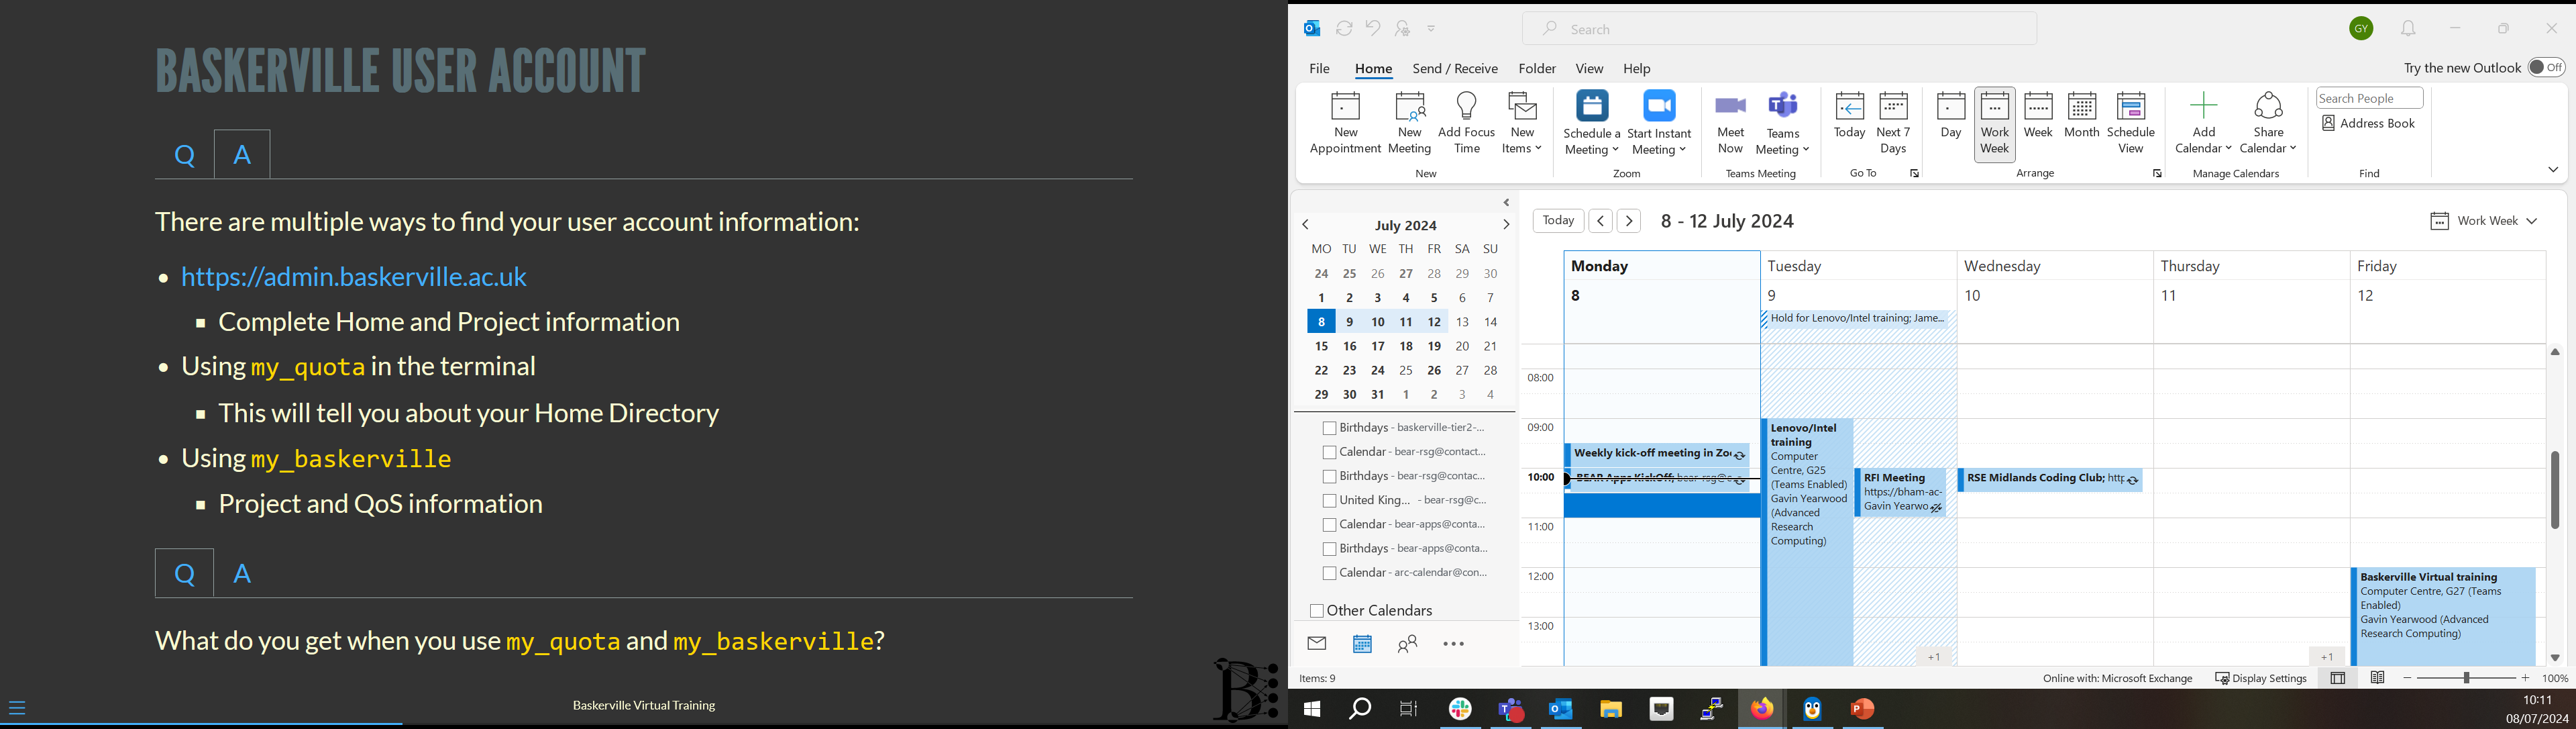 BASKERVILLE USER ACCOUNT
Q A
There are multiple ways to find your user account information:
https://admin.baskerville.ac.uk
Complete Home and Project information
Using my_quota in the terminal
This will tell you about your Home Directory
Using my_baskerville
Project and QoS information
Q A
What do you get when you use my_quota and my_baskerville?
Baskerville Virtual Training
Search
GY
File Home Send / Receive Folder View Help
Try the new Outlook Off
New Appointment
New Meeting
Add Focus Time
New Items
New
Schedule a Meeting
Start Instant Meeting
Zoom
Meet Now
Teams Meeting
Teams Meeting
Today
Next 7 Days
Go To
Day
Work Week
Week
Month
Schedule View
Arrange
Add Calendar
Share Calendar
Manage Calendars
Search People
Address Book
Find
July 2024
MO TU WE TH FR SA SU
24 25 26 27 28 29 30
1 2 3 4 5 6 7
8 9 10 11 12 13 14
15 16 17 18 19 20 21
22 23 24 25 26 27 28
29 30 31 1 2 3 4
Birthdays - baskerville-tier2-...
Calendar - bear-rsg@contact...
Birthdays - bear-rsg@contac...
United King... - bear-rsg@c...
Calendar - bear-apps@conta...
Birthdays - bear-apps@conta...
Calendar - arc-calendar@con...
Other Calendars
Today
8 - 12 July 2024
Work Week
Monday Tuesday Wednesday Thursday Friday
8 9 10 11 12
Hold for Lenovo/Intel training; Jame...
08:00
09:00
10:00
11:00
12:00
13:00
Weekly kick-off meeting in Zo
BEAR Apps KickOff; bear-rsg@c
Lenovo/Intel
training
Computer
Centre, G25
(Teams Enabled)
Gavin Yearwood
(Advanced
Research
Computing)
RFI Meeting
https://bham-ac-
Gavin Yearwo
RSE Midlands Coding Club; http
Baskerville Virtual training
Computer Centre, G27 (Teams
Enabled)
Gavin Yearwood (Advanced
Research Computing)
+1
+1
Items: 9
Online with: Microsoft Exchange
Display Settings
100%
10:11
08/07/2024